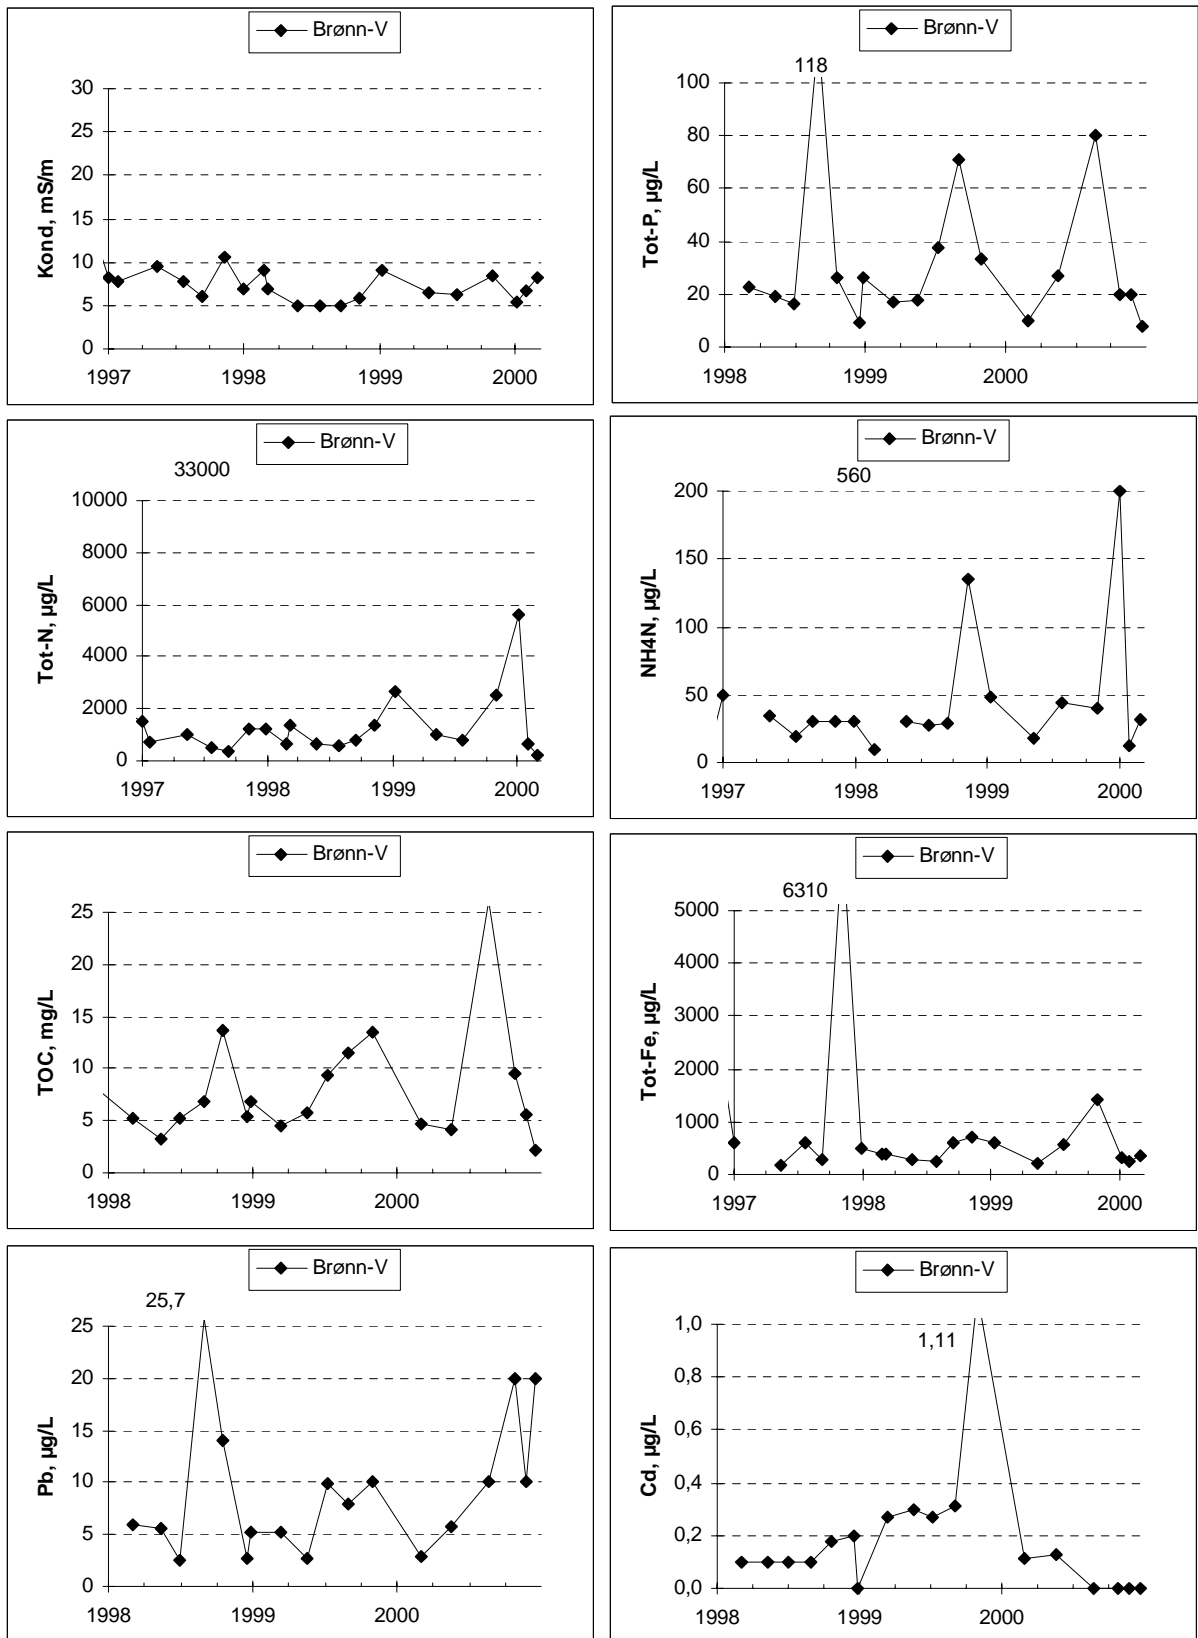 Brønn-V
30
25
20
15
10
5
0
Kond, mS/m
1997 1998 1999 2000
Brønn-V
118
100
80
60
40
20
0
Tot-P, µg/L
1998 1999 2000
Brønn-V
33000
10000
8000
6000
4000
2000
0
Tot-N, µg/L
1997 1998 1999 2000
Brønn-V
560
200
150
100
50
0
NH4N, µg/L
1997 1998 1999 2000
Brønn-V
25
20
15
10
5
0
TOC, mg/L
1998 1999 2000
Brønn-V
6310
5000
4000
3000
2000
1000
0
Tot-Fe, µg/L
1997 1998 1999 2000
Brønn-V
25,7
25
20
15
10
5
0
Pb, µg/L
1998 1999 2000
Brønn-V
1,11
1,0
0,8
0,6
0,4
0,2
0,0
Cd, µg/L
1998 1999 2000